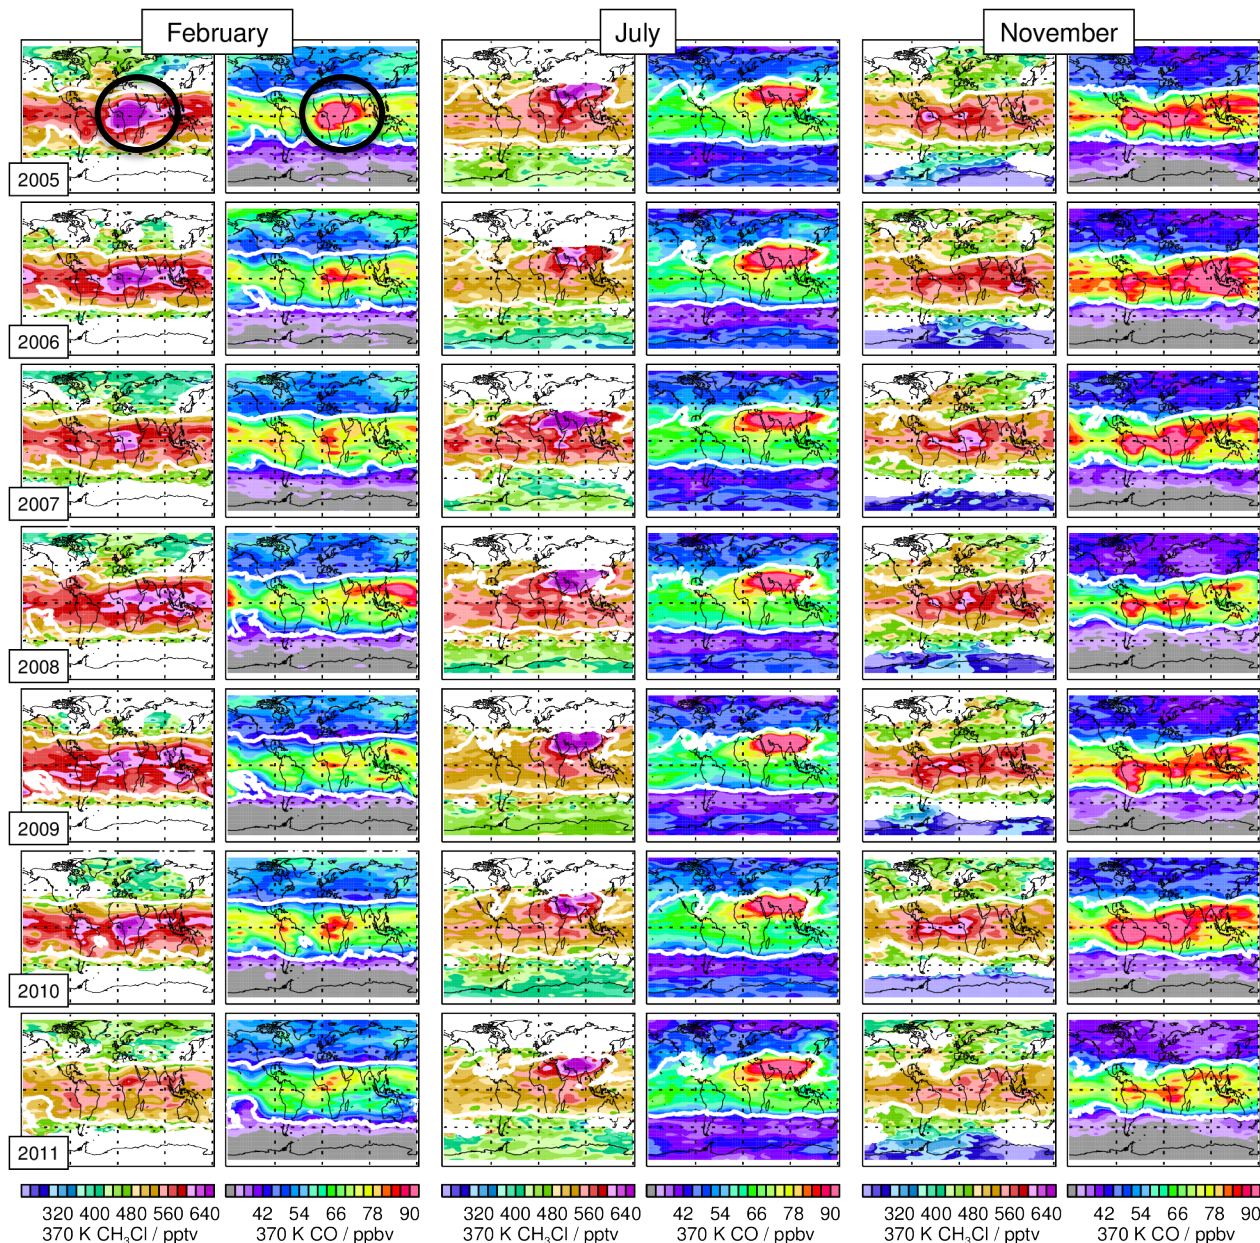 February
July
November
2005
2006
2007
2008
2009
2010
2011
320 400 480 560 640
42 54 66 78 90
320 400 480 560 640
42 54 66 78 90
320 400 480 560 640
42 54 66 78 90
370 K CH₃Cl / pptv
370 K CO / ppbv
370 K CH₃Cl / pptv
370 K CO / ppbv
370 K CH₃Cl / pptv
370 K CO / ppbv